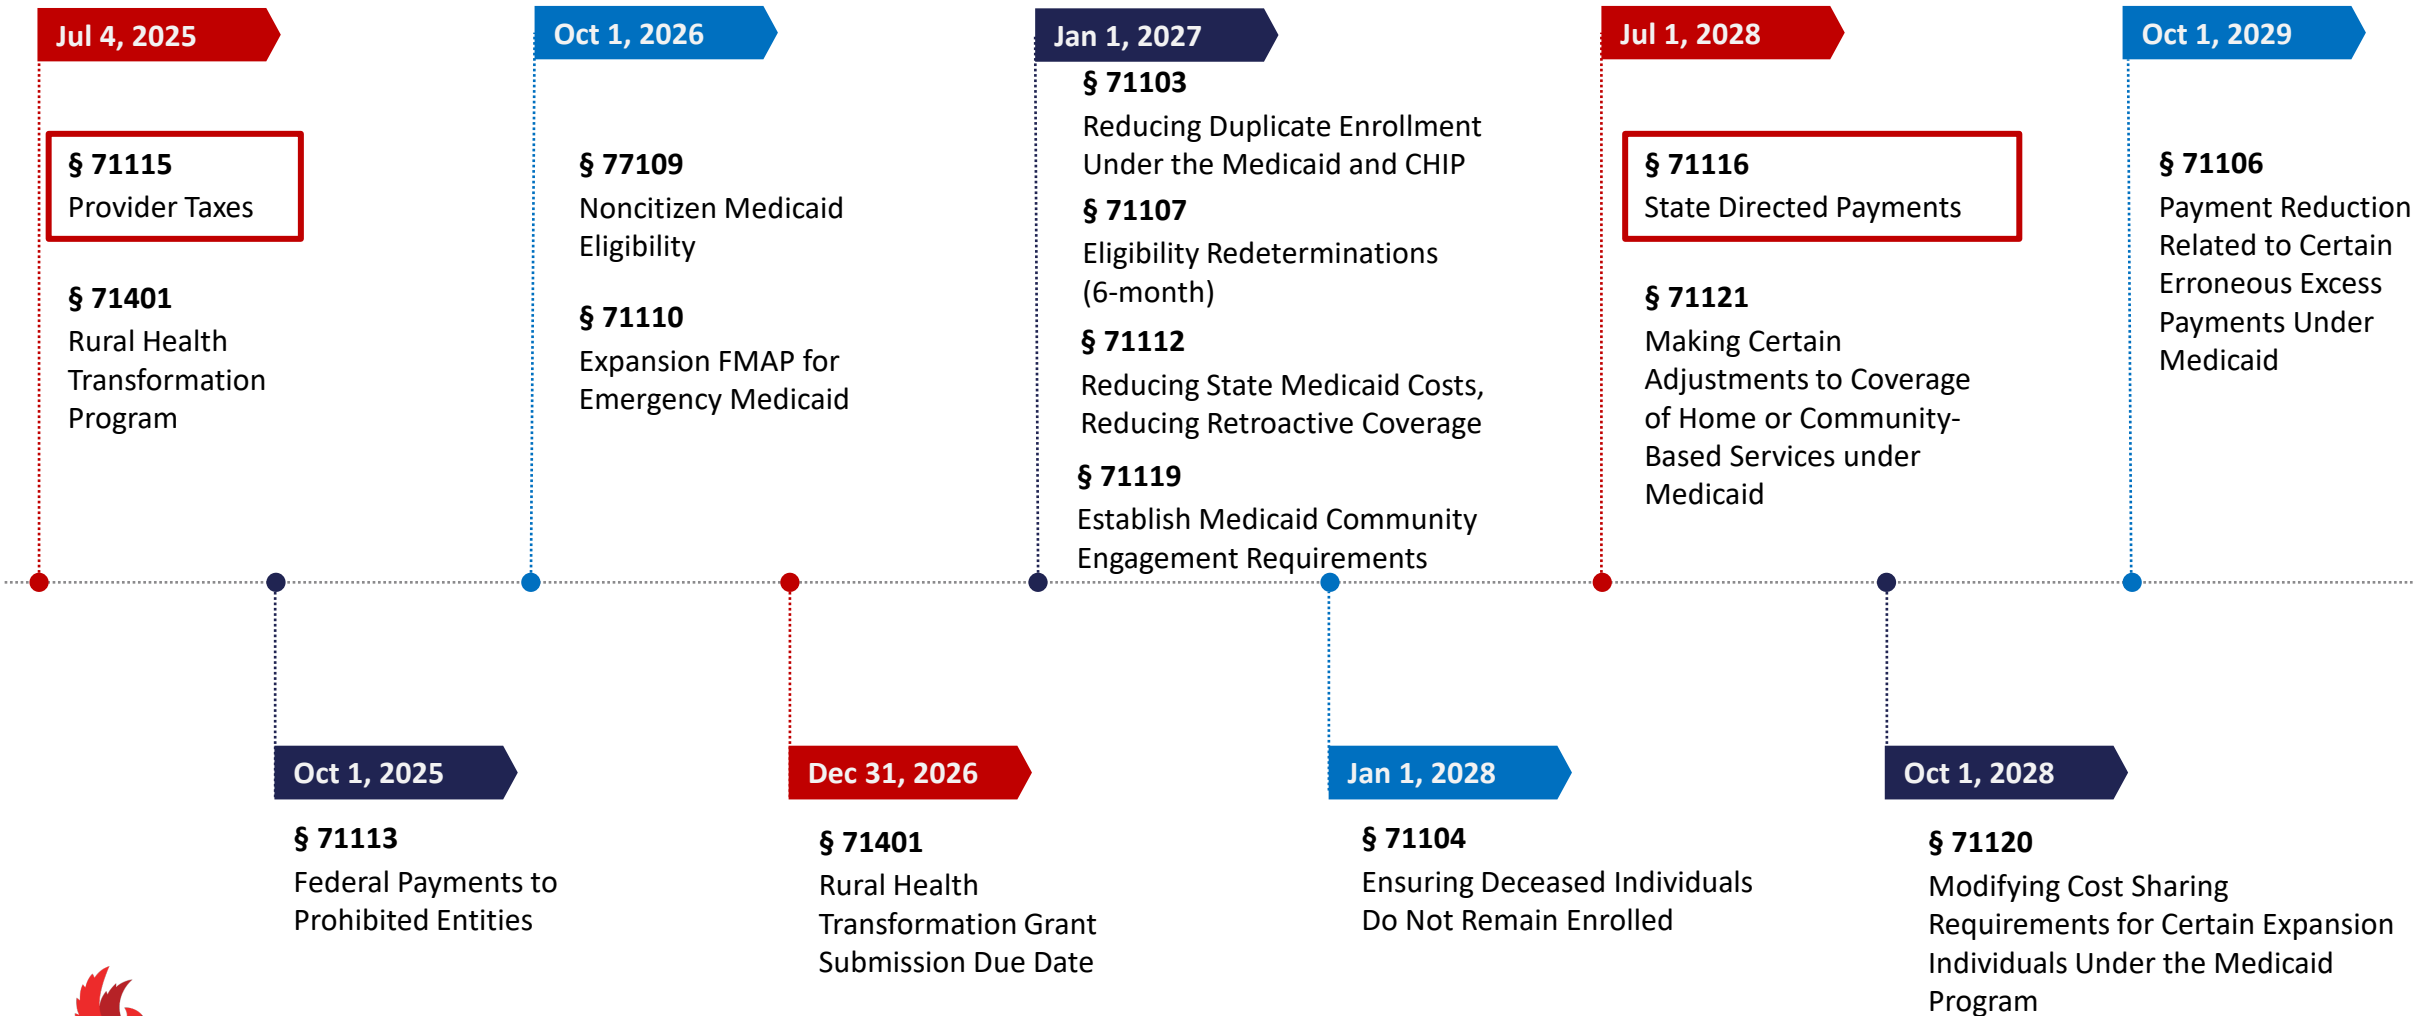 Jul 4, 2025
§ 71115
Provider Taxes
§ 71401
Rural Health
Transformation
Program
Oct 1, 2025
§ 71113
Federal Payments to
Prohibited Entities
Oct 1, 2026
§ 77109
Noncitizen Medicaid
Eligibility
§ 71110
Expansion FMAP for
Emergency Medicaid
Dec 31, 2026
§ 71401
Rural Health
Transformation Grant
Submission Due Date
Jan 1, 2027
§ 71103
Reducing Duplicate Enrollment
Under the Medicaid and CHIP
§ 71107
Eligibility Redeterminations
(6-month)
§ 71112
Reducing State Medicaid Costs,
Reducing Retroactive Coverage
§ 71119
Establish Medicaid Community
Engagement Requirements
Jan 1, 2028
§ 71104
Ensuring Deceased Individuals
Do Not Remain Enrolled
Jul 1, 2028
§ 71116
State Directed Payments
§ 71121
Making Certain
Adjustments to Coverage
of Home or Community-
Based Services under
Medicaid
Oct 1, 2028
§ 71120
Modifying Cost Sharing
Requirements for Certain Expansion
Individuals Under the Medicaid
Program
Oct 1, 2029
§ 71106
Payment Reduction
Related to Certain
Erroneous Excess
Payments Under
Medicaid